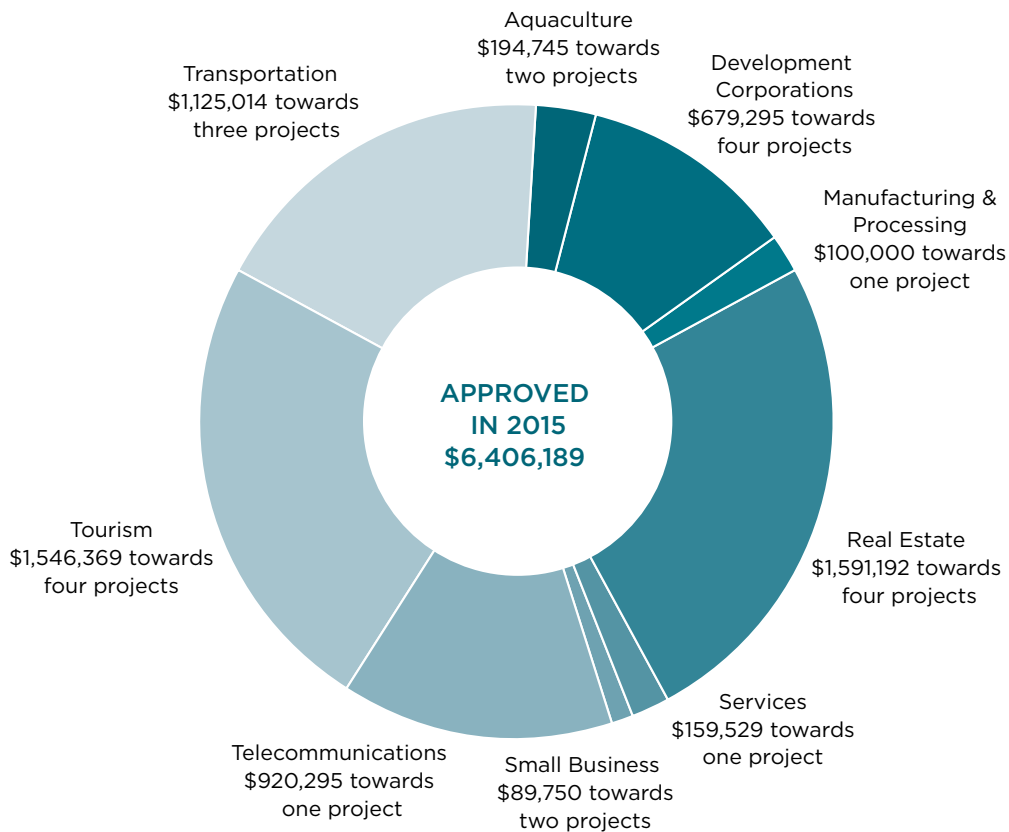 Aquaculture
$194,745 towards
two projects
Development
Corporations
$679,295 towards
four projects
Manufacturing &
Processing
$100,000 towards
one project
Real Estate
$1,591,192 towards
four projects
Services
$159,529 towards
one project
Small Business
$89,750 towards
two projects
Telecommunications
$920,295 towards
one project
Tourism
$1,546,369 towards
four projects
Transportation
$1,125,014 towards
three projects
APPROVED
IN 2015
$6,406,189